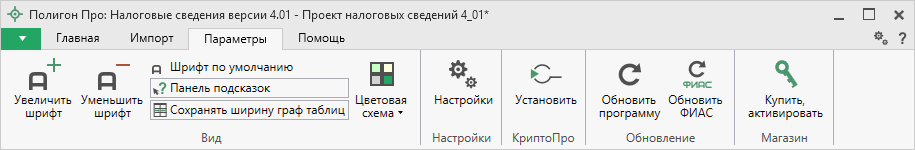 Полигон Про: Налоговые сведения версии 4.01 - Проект налоговых сведений 4_01*
Главная Импорт Параметры Помощь
?
Увеличить шрифт
Уменьшить шрифт
Шрифт по умолчанию
Панель подсказок
Сохранять ширину граф таблиц
Цветовая схема
Вид
Настройки
Настройки
Установить
КриптоПро
Обновить программу
ФИАС
Обновить ФИАС
Обновление
Купить, активировать
Магазин